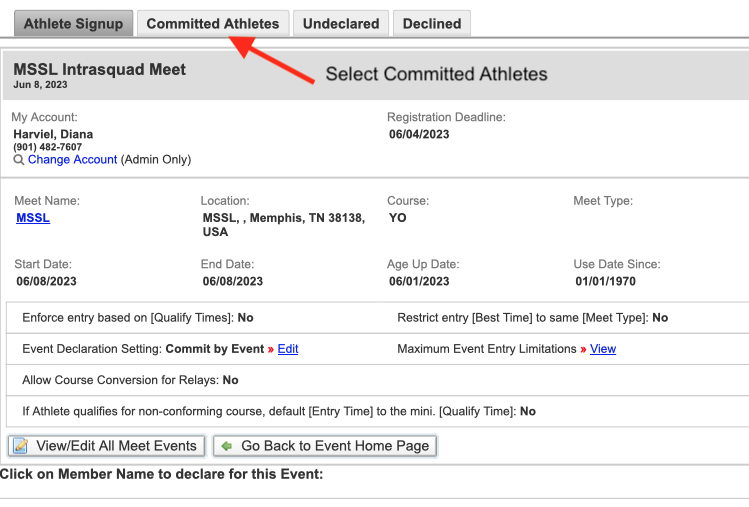 Athlete Signup Committed Athletes Undeclared Declined
Select Committed Athletes
MSSL Intrasquad Meet
Jun 8, 2023
My Account: Registration Deadline:
Harviel, Diana 06/04/2023
(901) 482-7607
Change Account (Admin Only)
Meet Name: Location: Course: Meet Type:
MSSL MSSL, , Memphis, TN 38138, YO
USA
Start Date: End Date: Age Up Date: Use Date Since:
06/08/2023 06/08/2023 06/01/2023 01/01/1970
Enforce entry based on [Qualify Times]: No Restrict entry [Best Time] to same [Meet Type]: No
Event Declaration Setting: Commit by Event » Edit Maximum Event Entry Limitations » View
Allow Course Conversion for Relays: No
If Athlete qualifies for non-conforming course, default [Entry Time] to the mini. [Qualify Time]: No
View/Edit All Meet Events Go Back to Event Home Page
Click on Member Name to declare for this Event: